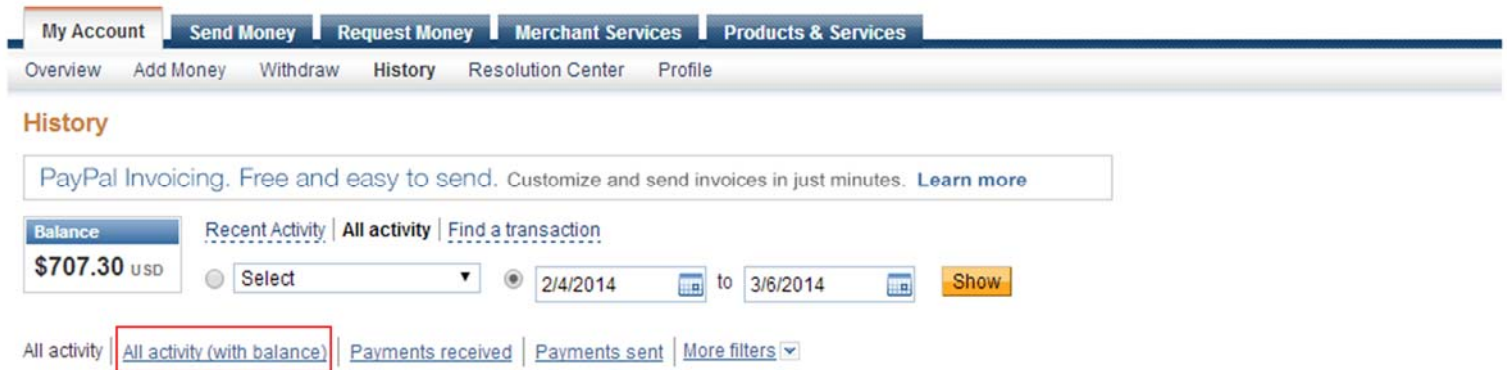 My Account Send Money Request Money Merchant Services Products & Services
Overview Add Money Withdraw History Resolution Center Profile
History
PayPal Invoicing. Free and easy to send. Customize and send invoices in just minutes. Learn more
Balance
$707.30 USD
Recent Activity | All activity | Find a transaction
Select 2/4/2014 to 3/6/2014 Show
All activity | All activity (with balance) | Payments received | Payments sent | More filters